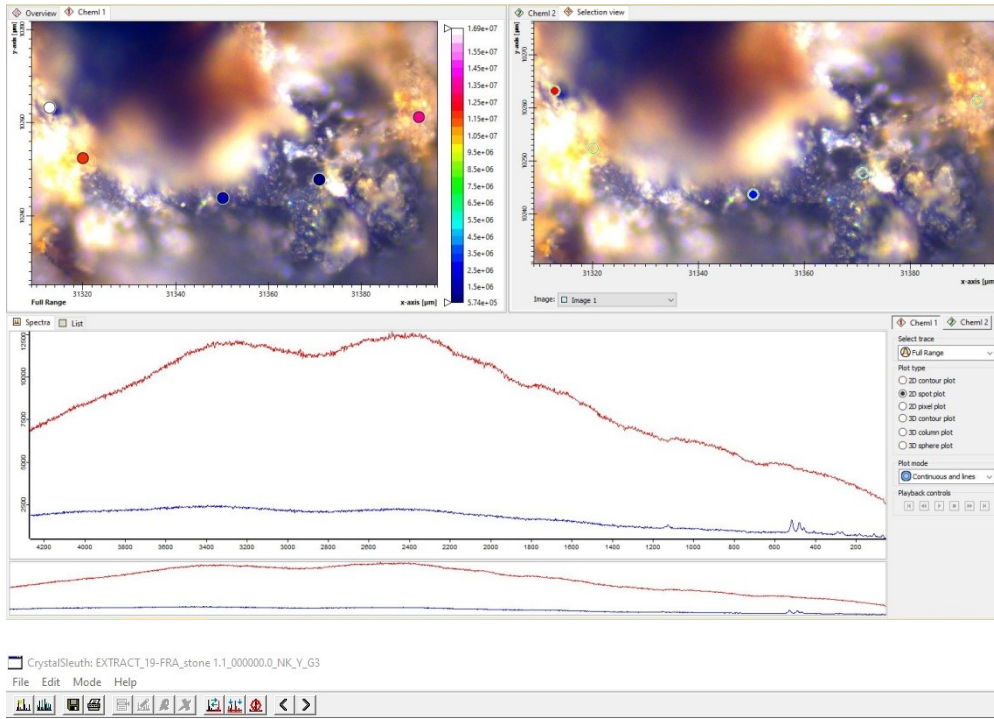 Overview Cheml 1
y-axis [µm]
10280
10260
10240
31320 31340 31360 31380
Full Range
x-axis [µm]
1.69e+07
1.55e+07
1.45e+07
1.35e+07
1.25e+07
1.15e+07
1.05e+07
9.5e+06
8.5e+06
7.5e+06
6.5e+06
5.5e+06
4.5e+06
3.5e+06
2.5e+06
1.5e+06
5.74e+05
Cheml 2 Selection view
y-axis [µm]
10270
10260
10250
10240
31320 31340 31360 31380
x-axis [µm]
Image: Image 1
Spectra List
12500
10000
7500
5000
2500
4200 4000 3800 3600 3400 3200 3000 2800 2600 2400 2200 2000 1800 1600 1400 1200 1000 800 600 400 200
Cheml 1 Cheml 2
Select trace
Full Range
Plot type
2D contour plot
2D spot plot
2D pixel plot
3D contour plot
3D column plot
3D sphere plot
Plot mode
Continuous and lines
Playback controls
CrystalSleuth: EXTRACT_19-FRA_stone 1.1_000000.0_NK_Y_G3
File Edit Mode Help